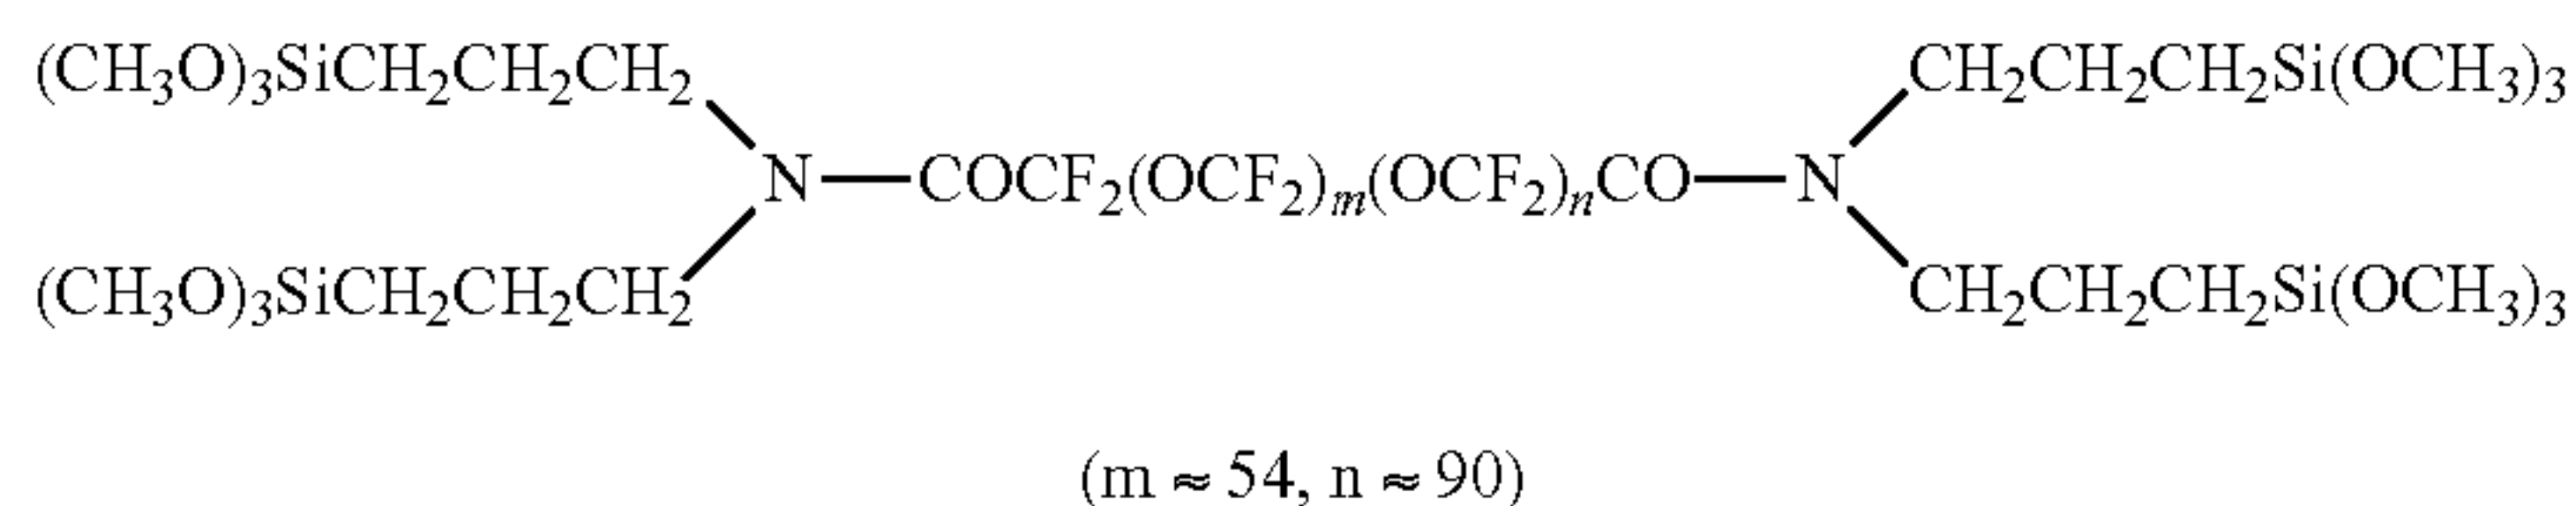 (CH₃O)₃SiCH₂CH₂CH₂ CH₂CH₂CH₂Si(OCH₃)₃
N—COCF₂(OCF₂)ₘ(OCF₂)ₙCO—N
(CH₃O)₃SiCH₂CH₂CH₂ CH₂CH₂CH₂Si(OCH₃)₃
(m ≈ 54, n ≈ 90)